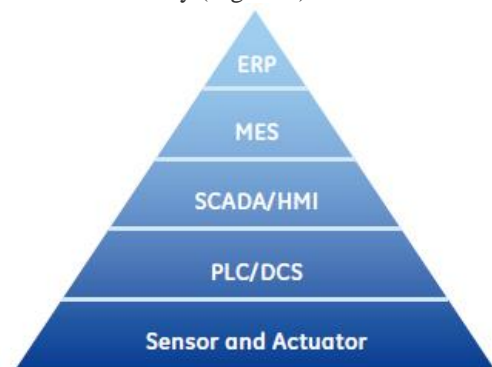 ERP
MES
SCADA/HMI
PLC/DCS
Sensor and Actuator